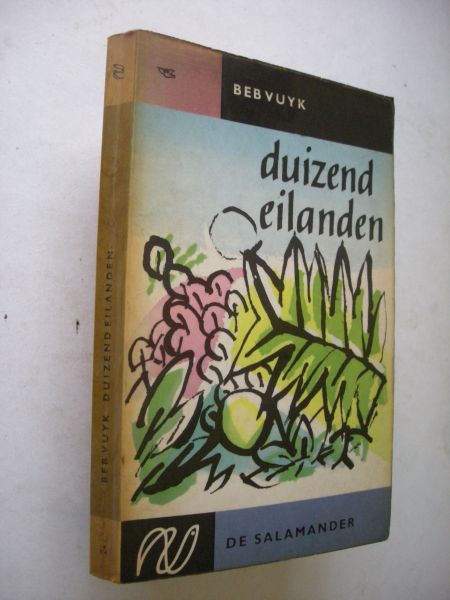 BEB VUYK
duizend
eilanden
DE SALAMANDER
BEB VUYK DUIZEND EILANDEN